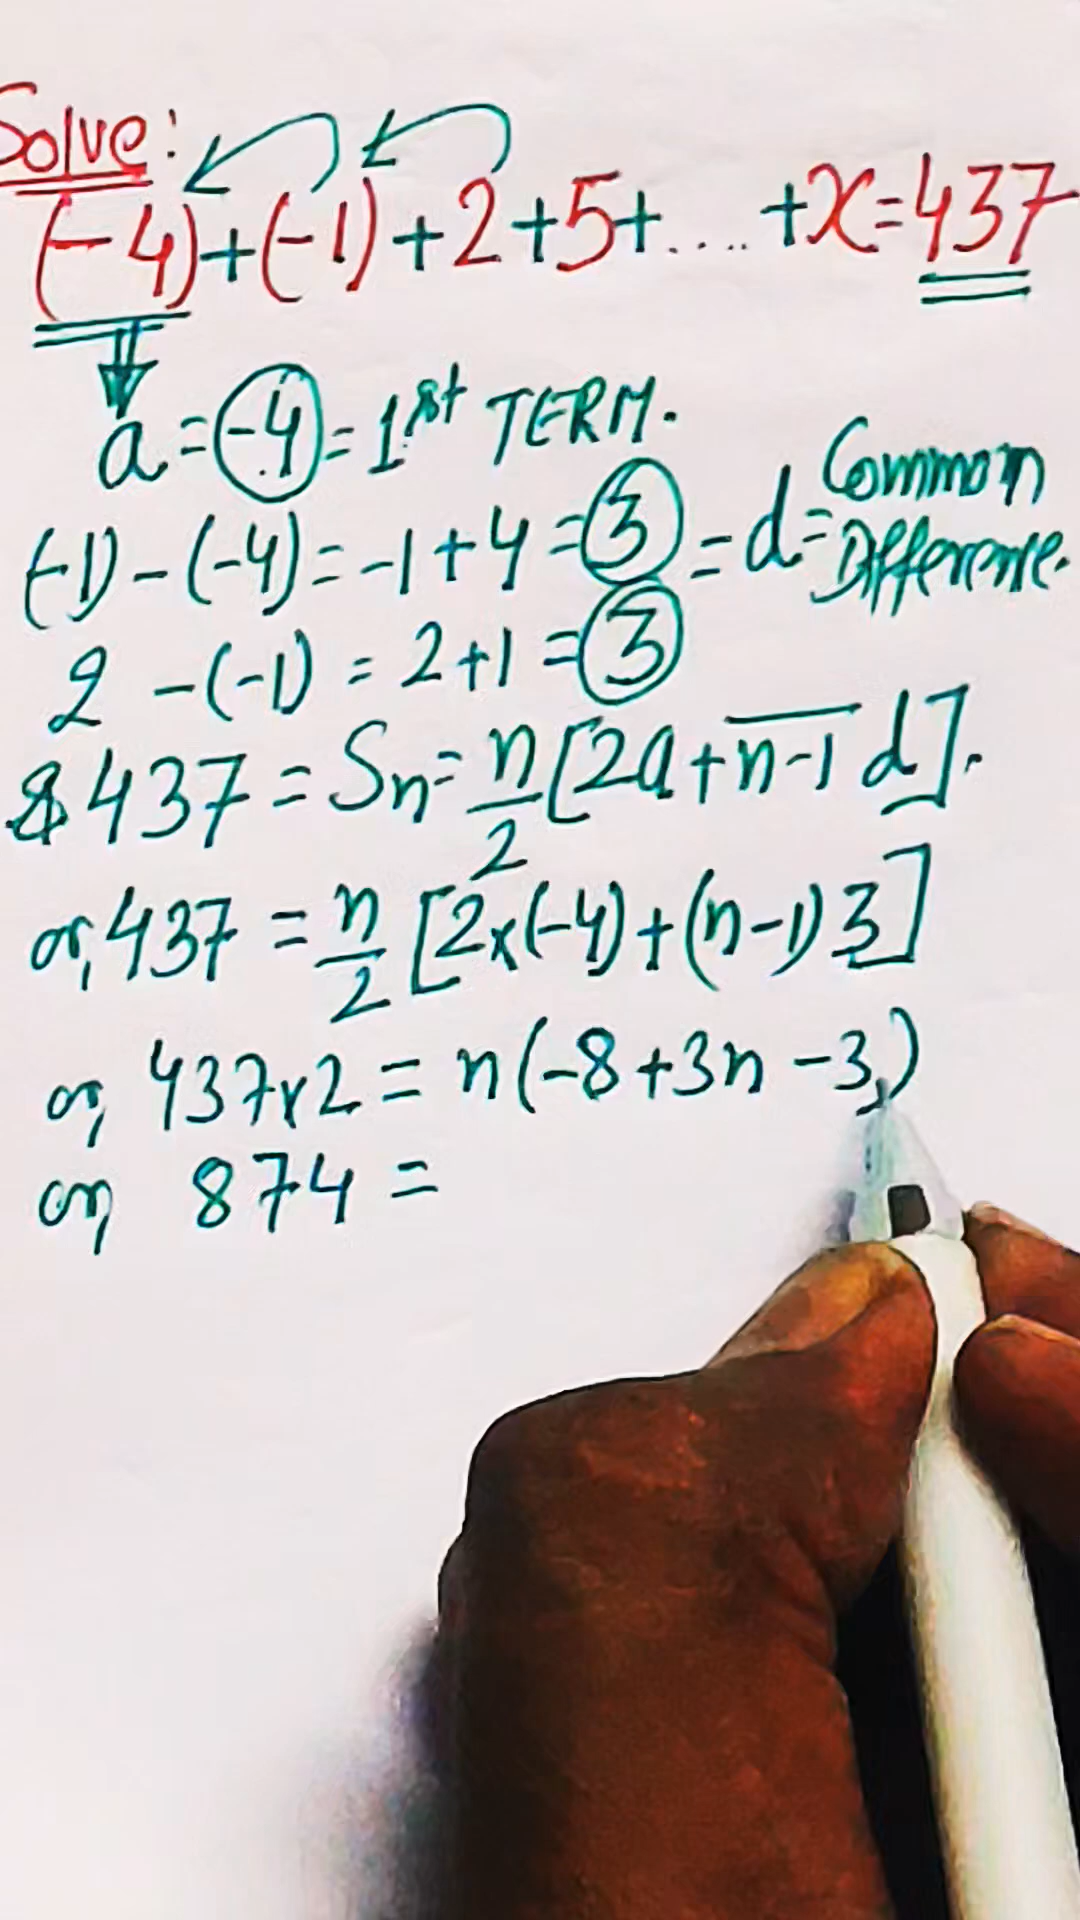 Solve:
(-4)+(-1)+2+5+.....+x=437
a=-4=1st TERM.
(-1)-(-4)=-1+4=3=d=Common Difference.
2-(-1)=2+1=3
437=Sn=n/2[2a+n-1 d].
or, 437=n/2[2x(-4)+(n-1)3]
or, 437x2=n(-8+3n-3)
or, 874=